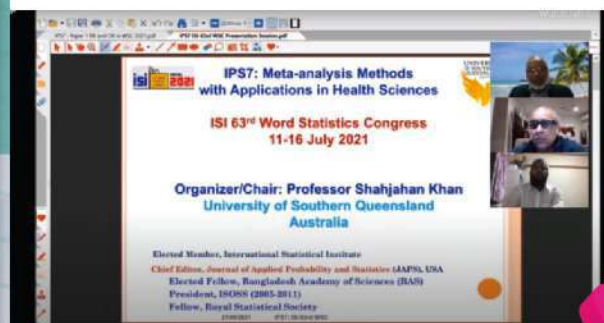 IPS7: Meta-analysis Methods
with Applications in Health Sciences
isi
2021
ISI 63rd Word Statistics Congress
11-16 July 2021
Organizer/Chair: Professor Shahjahan Khan
University of Southern Queensland
Australia
Elected Member, International Statistical Institute
Chief Editor, Journal of Applied Probability and Statistics (JAPS), USA
Elected Fellow, Bangladesh Academy of Sciences (BAS)
President, ISOSS (2005-2011)
Fellow, Royal Statistical Society